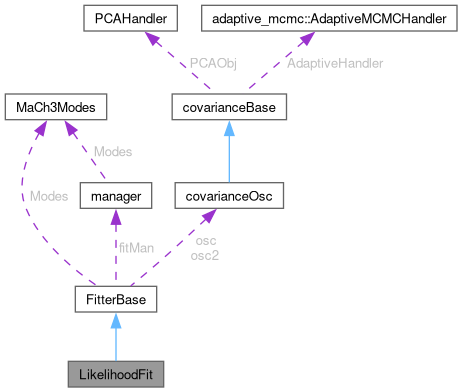 PCAHandler
adaptive_mcmc::AdaptiveMCMCHandler
PCAObj
AdaptiveHandler
MaCh3Modes
covarianceBase
Modes
Modes
manager
covarianceOsc
fitMan
osc
osc2
FitterBase
LikelihoodFit